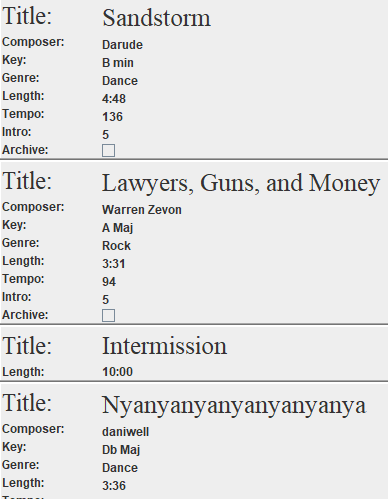 Title: Sandstorm
Composer: Darude
Key: B min
Genre: Dance
Length: 4:48
Tempo: 136
Intro: 5
Archive:
Title: Lawyers, Guns, and Money
Composer: Warren Zevon
Key: A Maj
Genre: Rock
Length: 3:31
Tempo: 94
Intro: 5
Archive:
Title: Intermission
Length: 10:00
Title: Nyanyanyanyanyanyanya
Composer: daniwell
Key: Db Maj
Genre: Dance
Length: 3:36